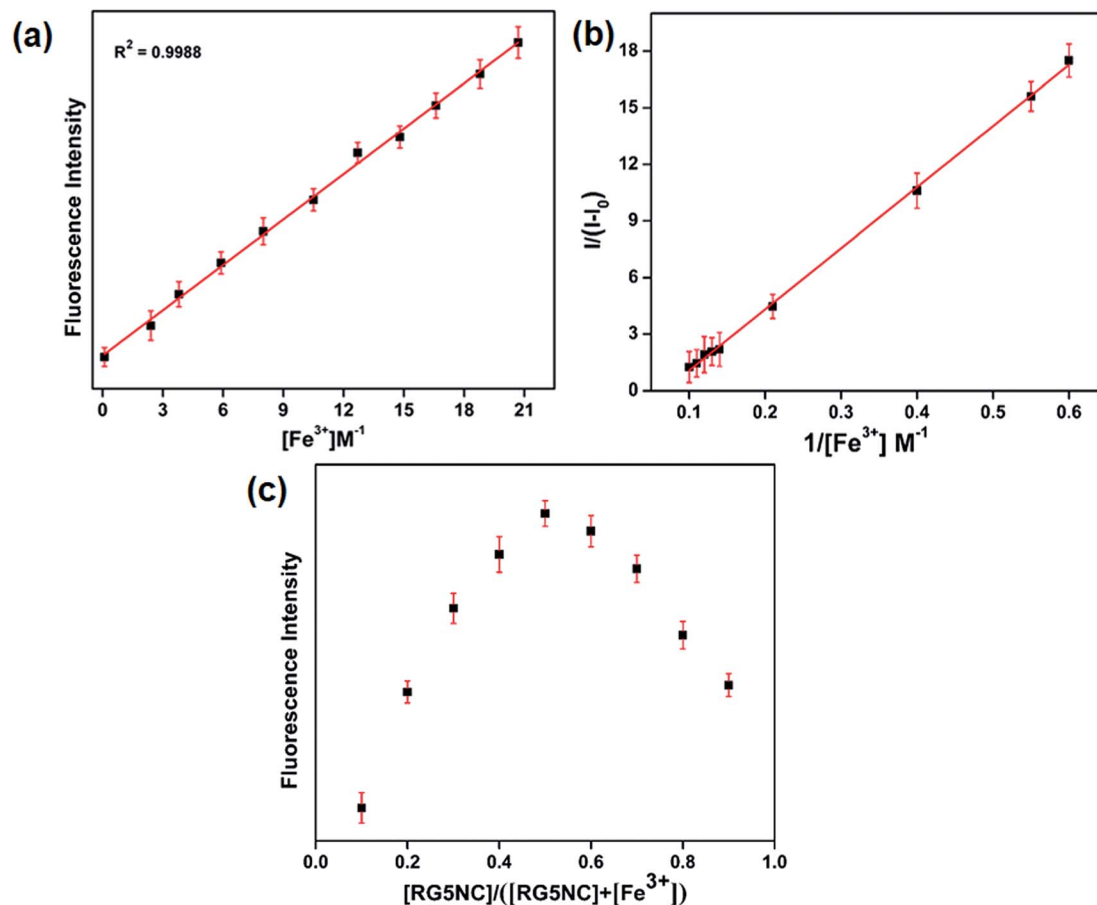 (a)
R² = 0.9988
Fluorescence Intensity
0 3 6 9 12 15 18 21
[Fe³⁺]M⁻¹
(b)
18
15
12
9
6
3
0
I/(I-I₀)
0.1 0.2 0.3 0.4 0.5 0.6
1/[Fe³⁺] M⁻¹
(c)
Fluorescence Intensity
0.0 0.2 0.4 0.6 0.8 1.0
[RG5NC]/([RG5NC]+[Fe³⁺])